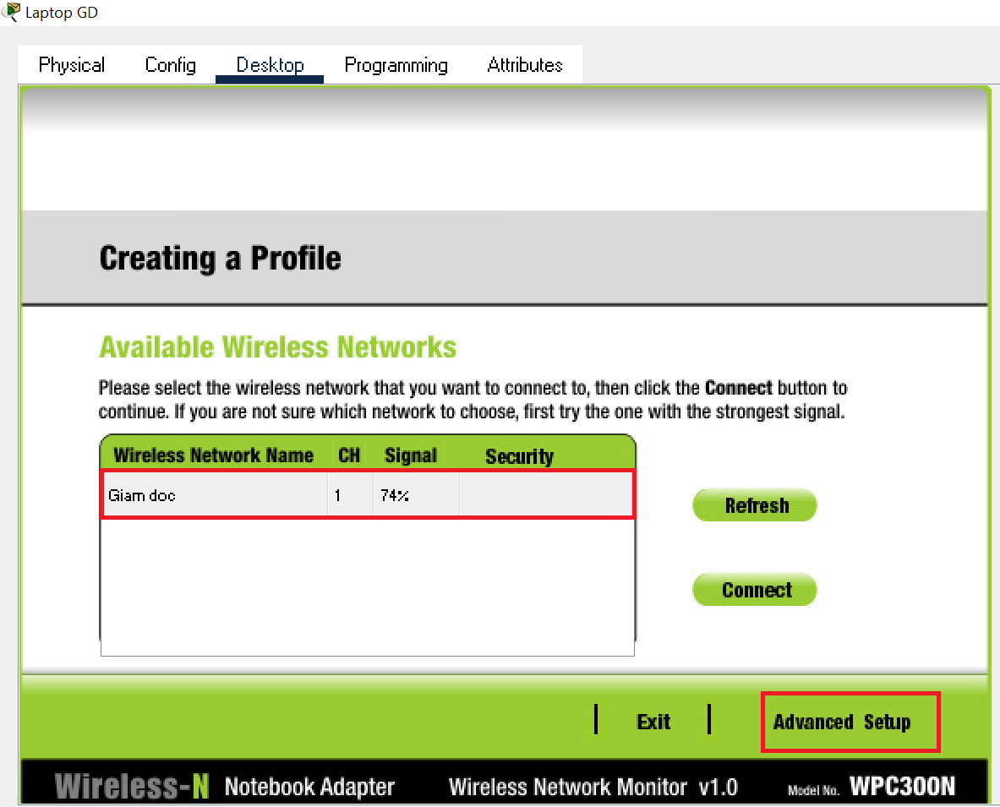 Laptop GD
Physical Config Desktop Programming Attributes
Creating a Profile
Available Wireless Networks
Please select the wireless network that you want to connect to, then click the Connect button to
continue. If you are not sure which network to choose, first try the one with the strongest signal.
Wireless Network Name CH Signal Security
Giam doc 1 74%
Refresh
Connect
Exit Advanced Setup
Wireless-N Notebook Adapter Wireless Network Monitor v1.0 Model No. WPC300N